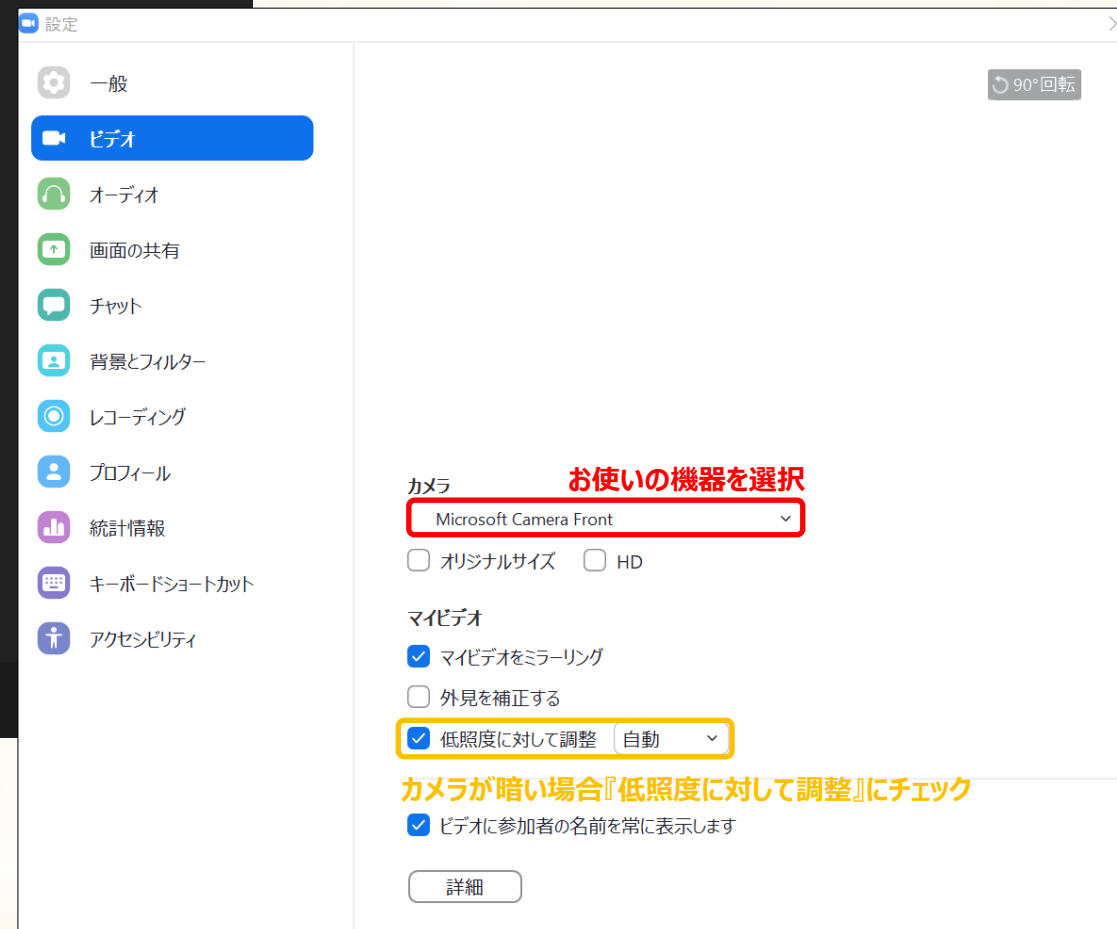 設定
一般
90°回転
ビデオ
オーディオ
画面の共有
チャット
背景とフィルター
レコーディング
プロフィール
統計情報
キーボードショートカット
アクセシビリティ
カメラ お使いの機器を選択
Microsoft Camera Front
オリジナルサイズ HD
マイビデオ
マイビデオをミラーリング
外見を補正する
低照度に対して調整 自動
カメラが暗い場合『低照度に対して調整』にチェック
ビデオに参加者の名前を常に表示します
詳細